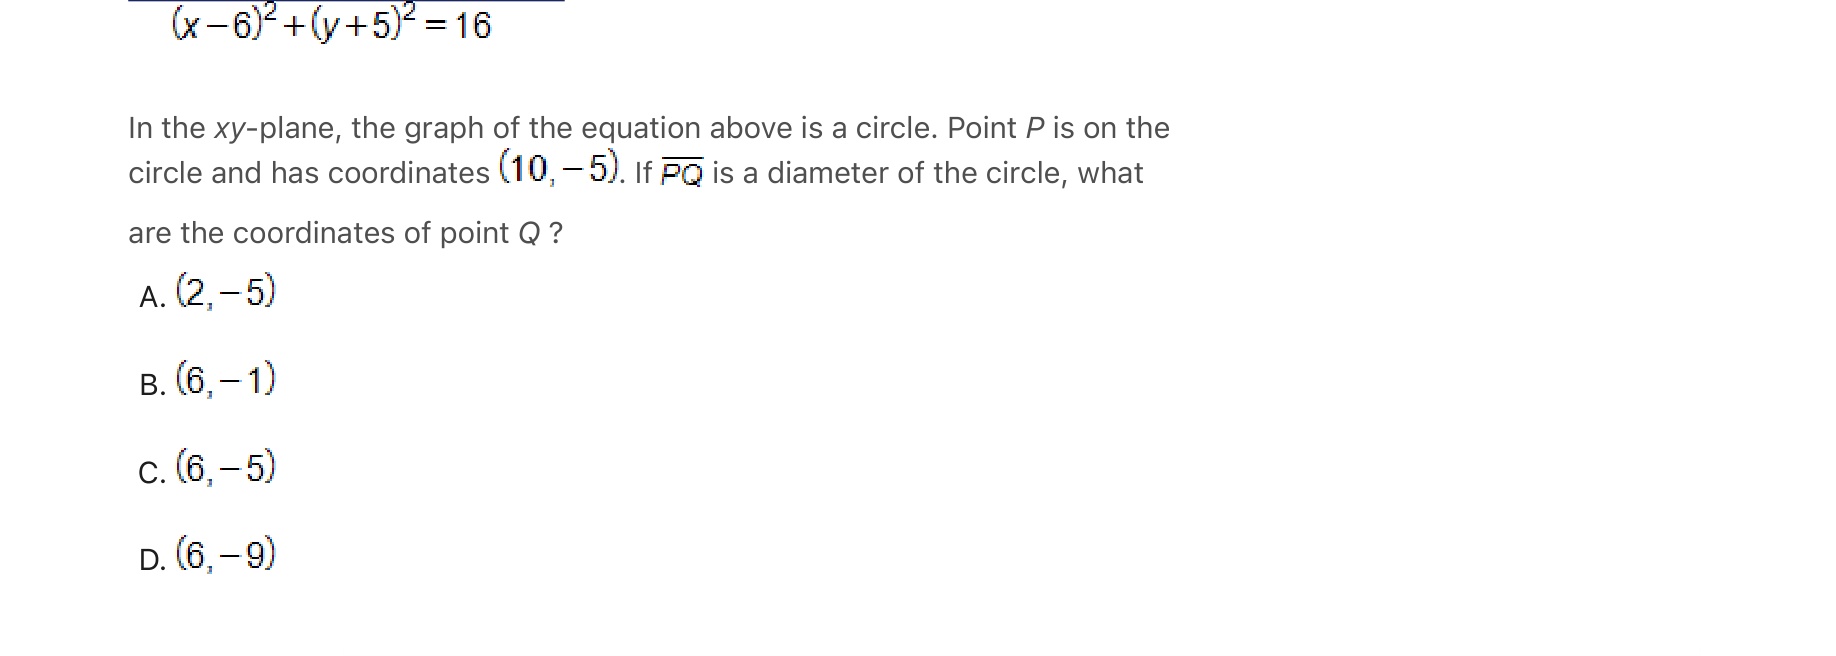 (x−6)²+(y+5)²=16
In the xy-plane, the graph of the equation above is a circle. Point P is on the
circle and has coordinates (10,−5). If P̅Q̅ is a diameter of the circle, what
are the coordinates of point Q ?
A. (2,−5)
B. (6,−1)
C. (6,−5)
D. (6,−9)